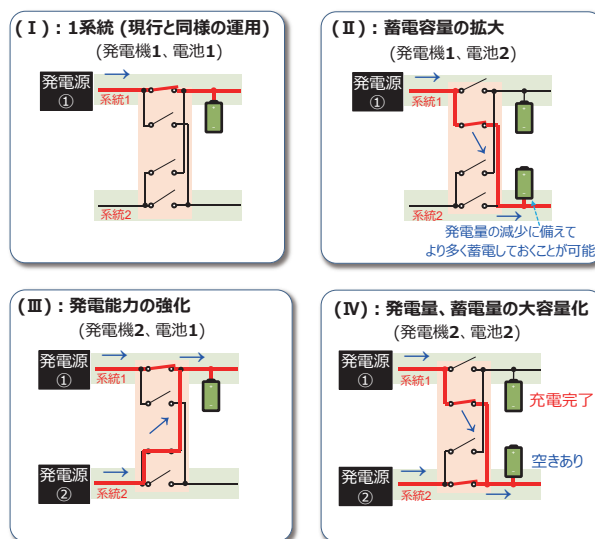 (Ⅰ)：1系統 (現行と同様の運用)
(発電機1、電池1)
発電源
①
系統1
系統2
(Ⅱ)：蓄電容量の拡大
(発電機1、電池2)
発電源
①
系統1
系統2
発電量の減少に備えて
より多く蓄電しておくことが可能
(Ⅲ)：発電能力の強化
(発電機2、電池1)
発電源
①
系統1
発電源
②
系統2
(Ⅳ)：発電量、蓄電量の大容量化
(発電機2、電池2)
発電源
①
系統1
充電完了
空きあり
発電源
②
系統2